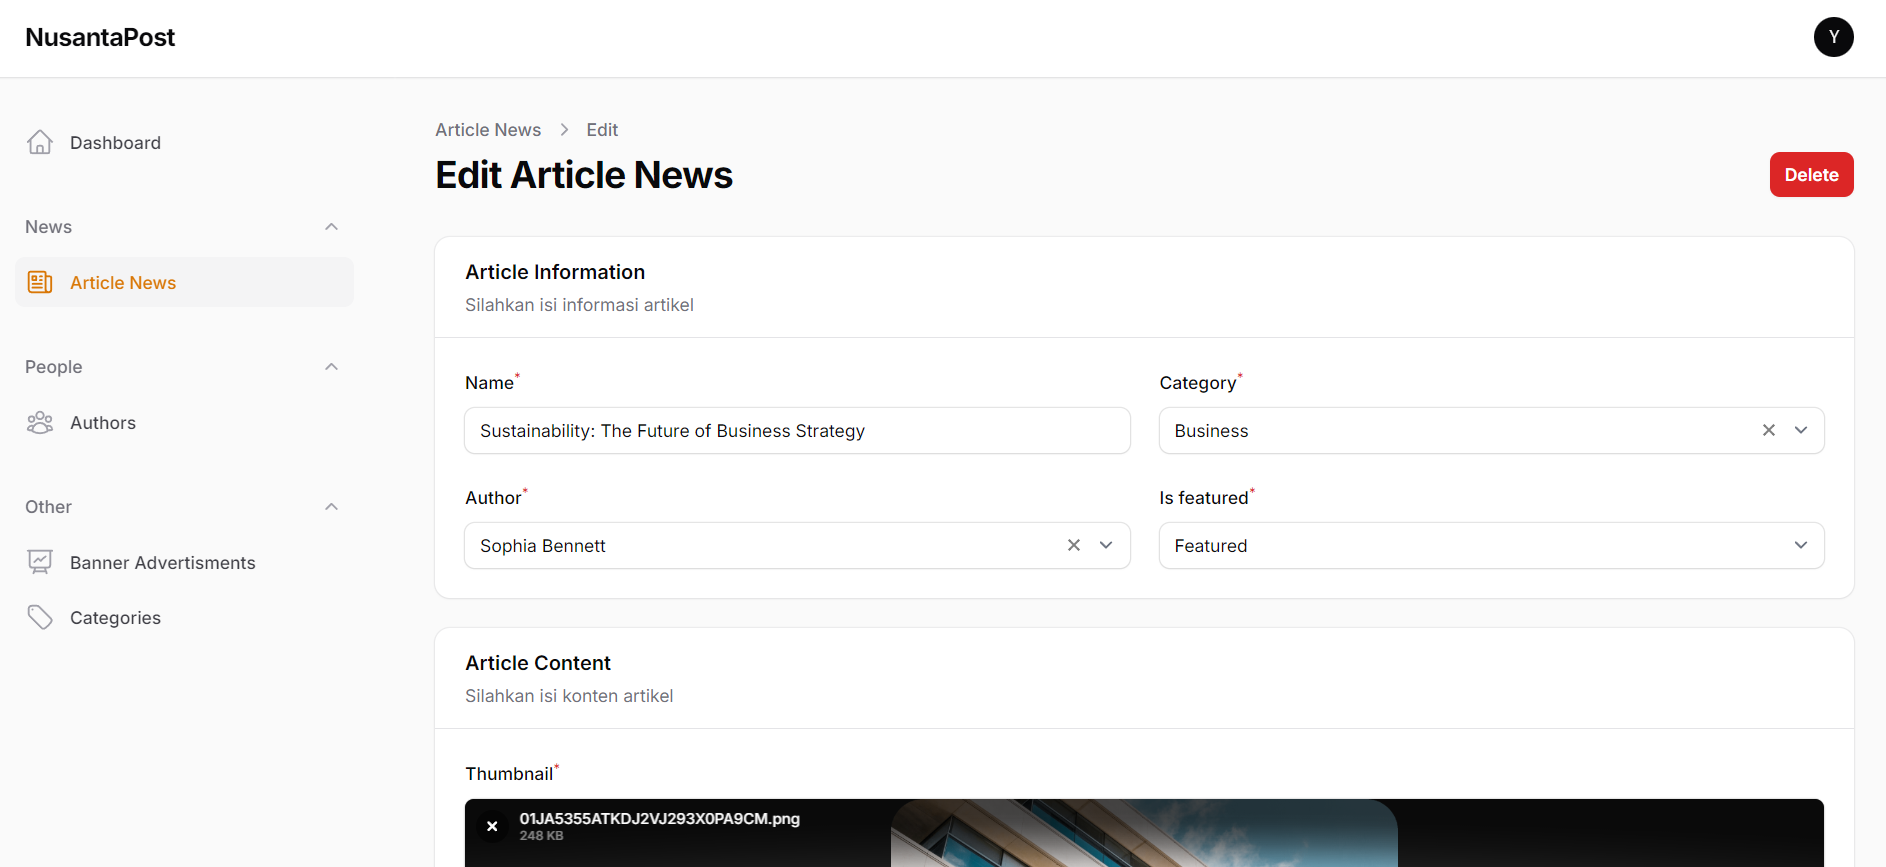 NusantaPost
Y
Dashboard
News
Article News
People
Authors
Other
Banner Advertisments
Categories
Article News > Edit
Edit Article News
Delete
Article Information
Silahkan isi informasi artikel
Name*
Sustainability: The Future of Business Strategy
Category*
Business
Author*
Sophia Bennett
Is featured*
Featured
Article Content
Silahkan isi konten artikel
Thumbnail*
01JA5355ATKDJ2VJ293X0PA9CM.png
248 KB